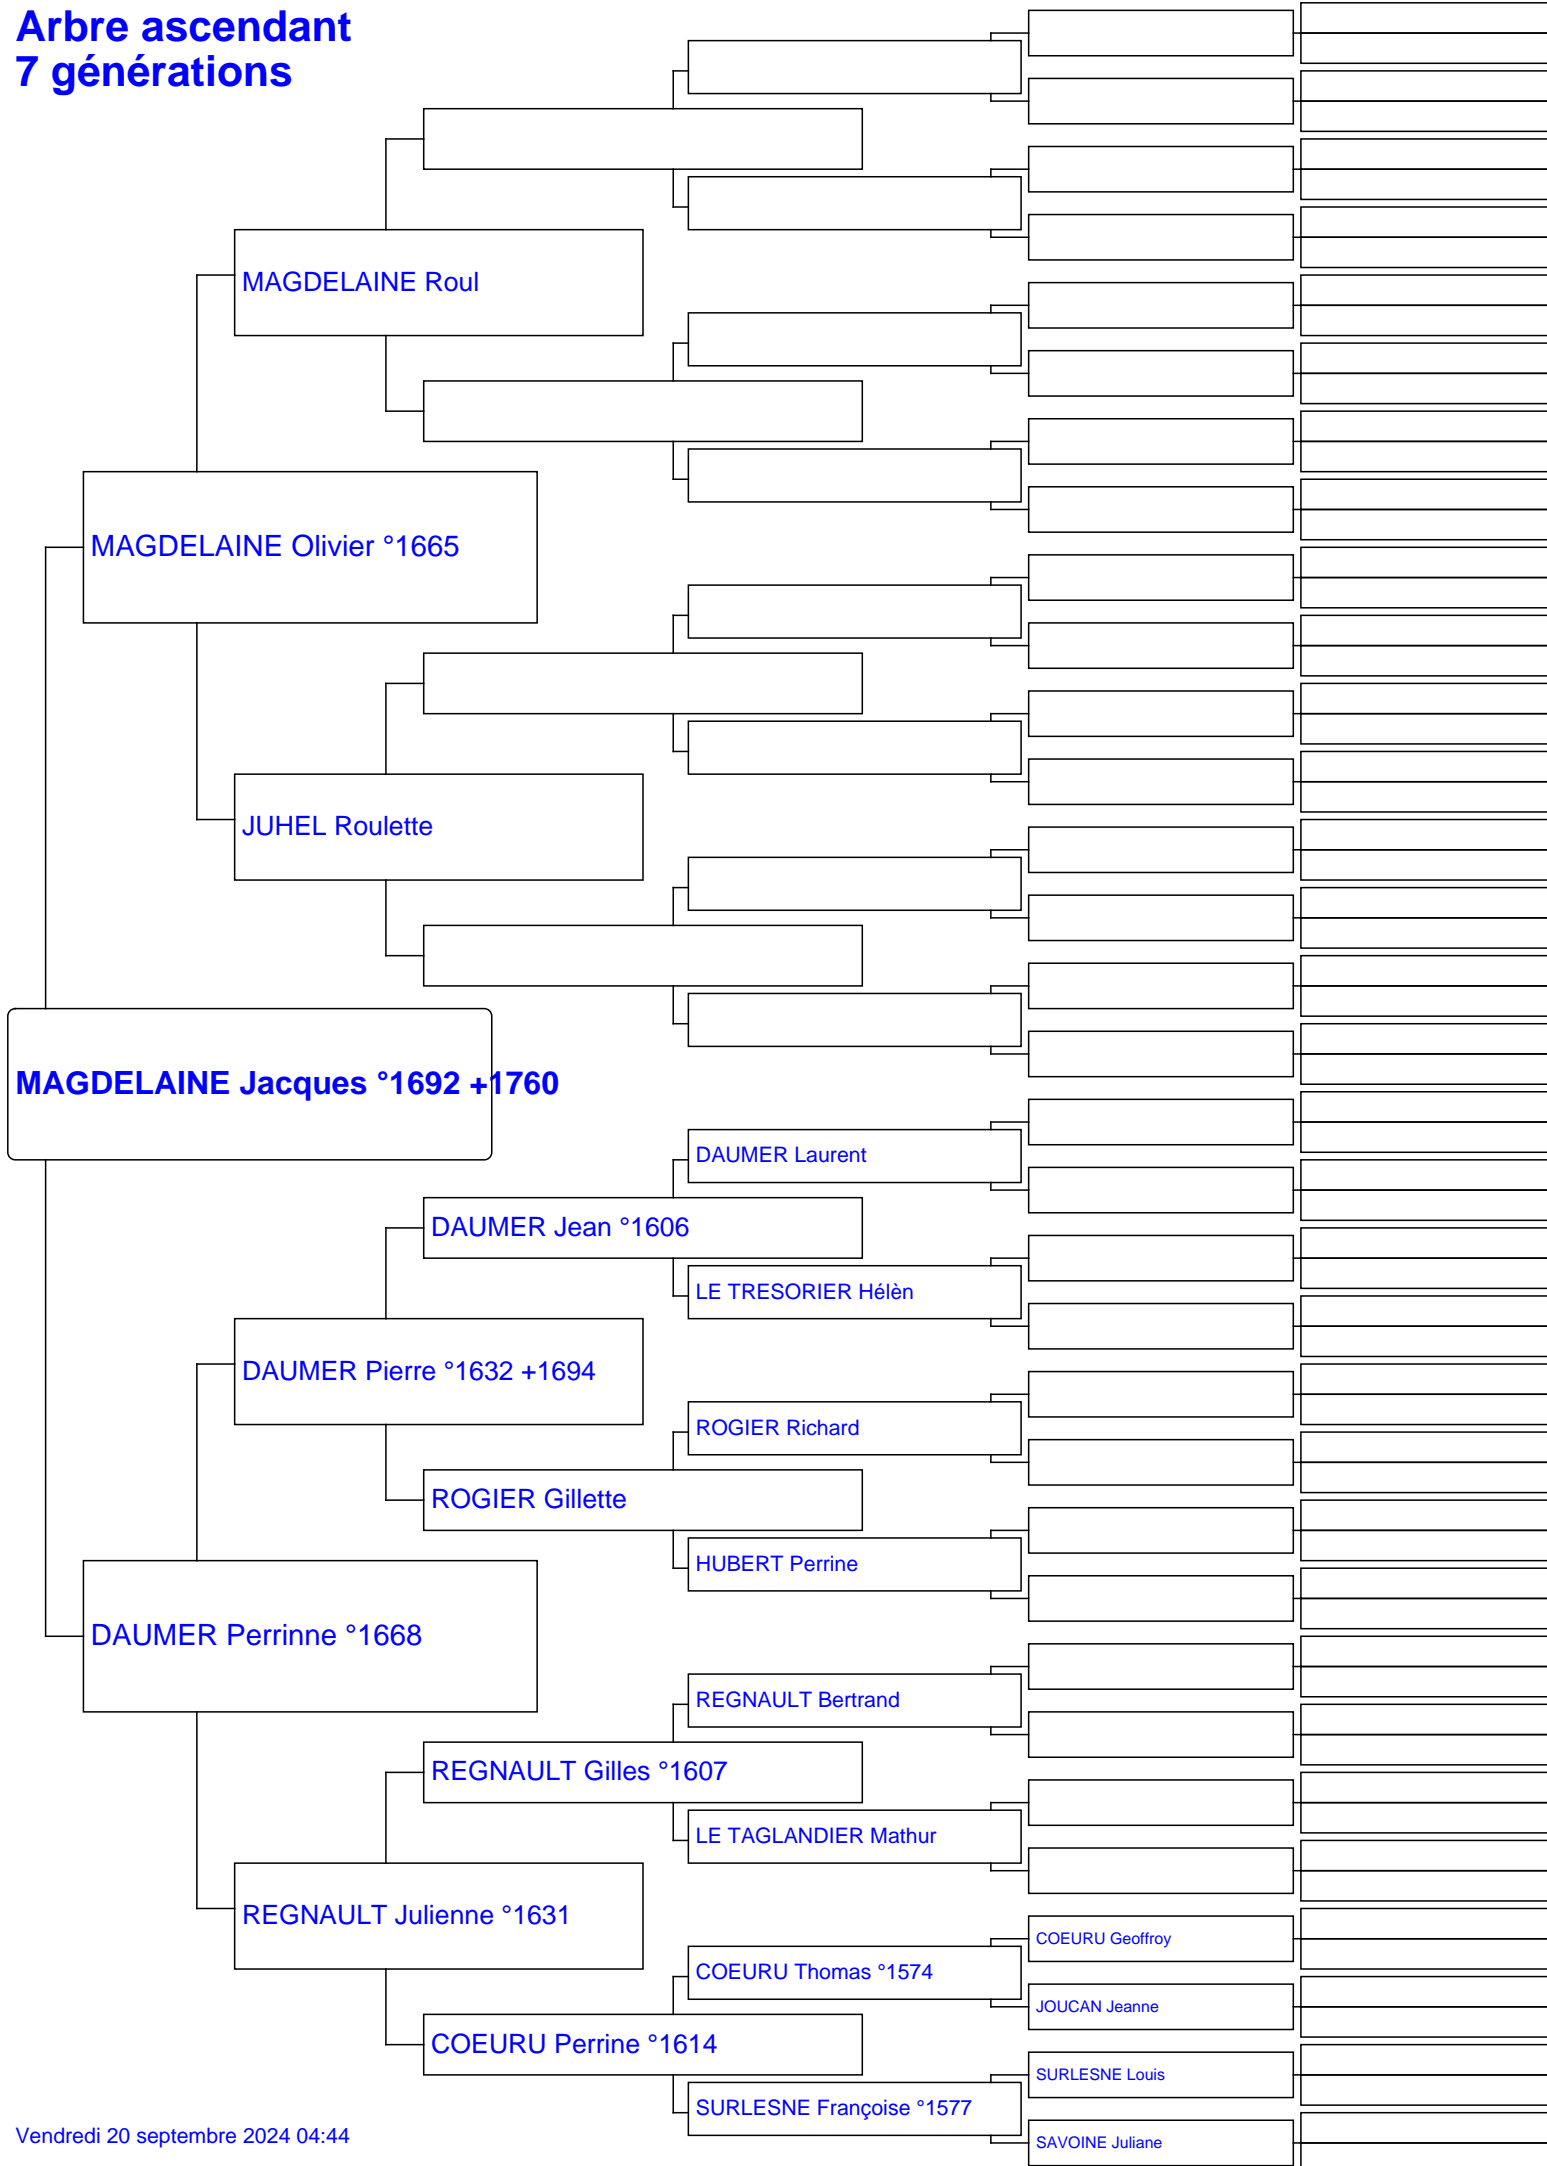 Arbre ascendant
7 générations
MAGDELAINE Roul
MAGDELAINE Olivier °1665
JUHEL Roulette
MAGDELAINE Jacques °1692 +1760
DAUMER Laurent
DAUMER Jean °1606
LE TRESORIER Hélèn
DAUMER Pierre °1632 +1694
ROGIER Richard
ROGIER Gillette
HUBERT Perrine
DAUMER Perrinne °1668
REGNAULT Bertrand
REGNAULT Gilles °1607
LE TAGLANDIER Mathur
REGNAULT Julienne °1631
COEURU Geoffroy
COEURU Thomas °1574
JOUCAN Jeanne
COEURU Perrine °1614
SURLESNE Louis
SURLESNE Françoise °1577
SAVOINE Juliane
Vendredi 20 septembre 2024 04:44